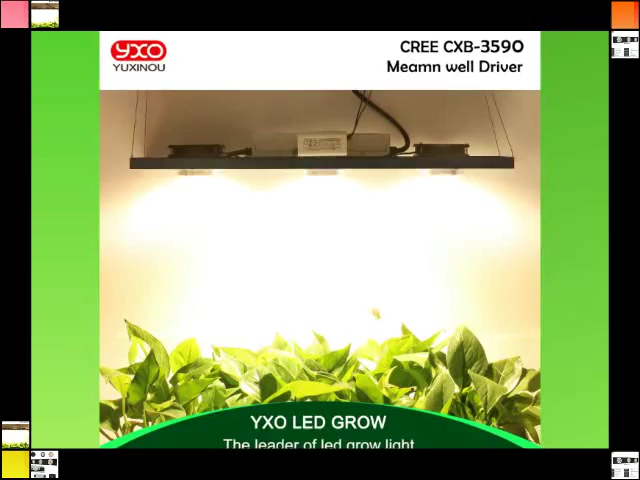 YXO
YUXINOU
CREE CXB-3590
Meamn well Driver
YXO LED GROW
The leader of led grow light